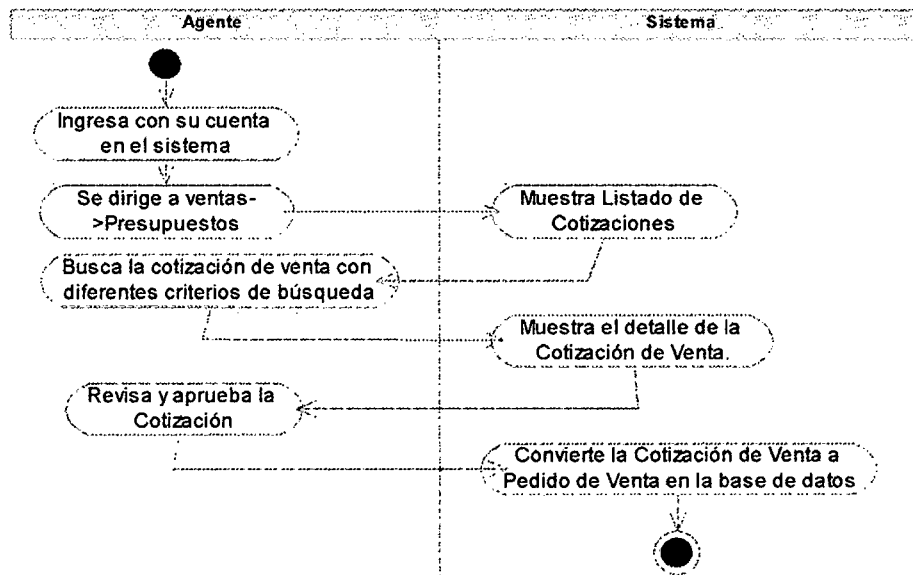 Agente
Sistema
Ingresa con su cuenta
en el sistema
Se dirige a ventas-
>Presupuestos
Muestra Listado de
Cotizaciones
Busca la cotización de venta con
diferentes criterios de búsqueda
Muestra el detalle de la
Cotización de Venta.
Revisa y aprueba la
Cotización
Convierte la Cotización de Venta a
Pedido de Venta en la base de datos